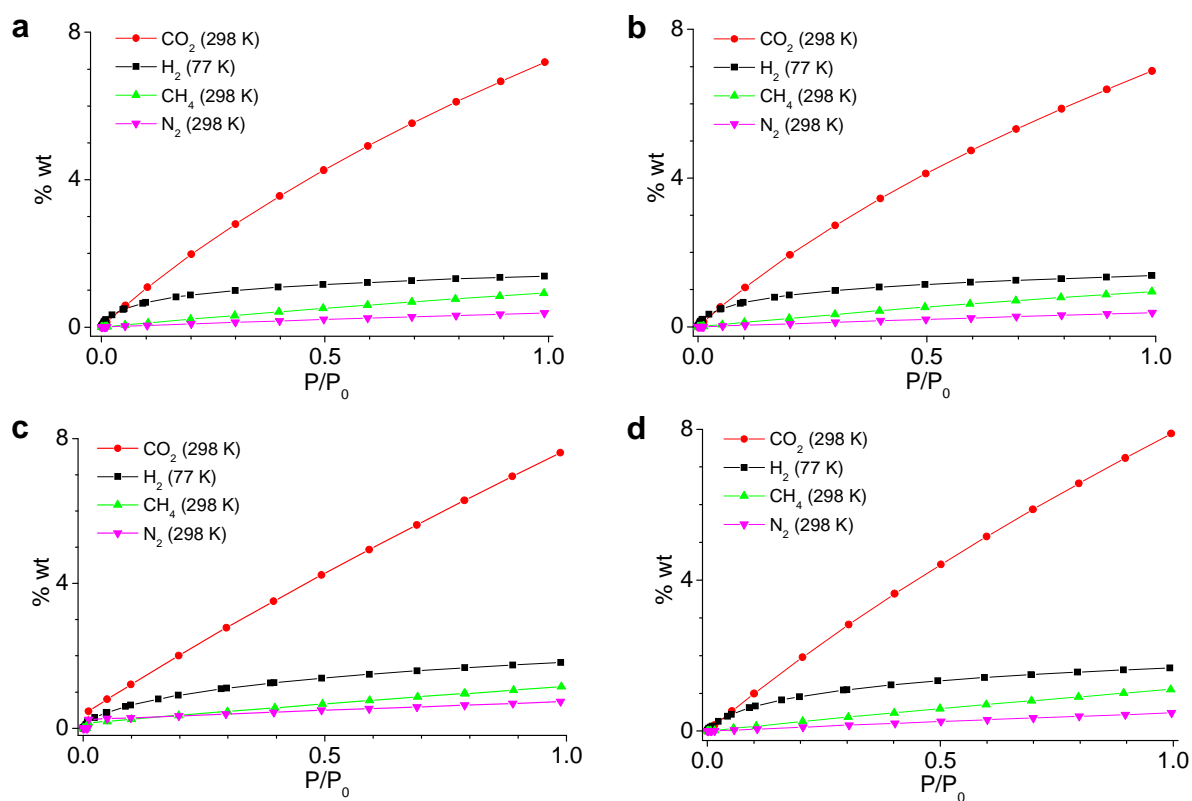 a
CO2 (298 K)
H2 (77 K)
CH4 (298 K)
N2 (298 K)
% wt
8
4
0
0.0 0.5 1.0
P/P0
b
CO2 (298 K)
H2 (77 K)
CH4 (298 K)
N2 (298 K)
% wt
8
4
0
0.0 0.5 1.0
P/P0
c
CO2 (298 K)
H2 (77 K)
CH4 (298 K)
N2 (298 K)
% wt
8
4
0
0.0 0.5 1.0
P/P0
d
CO2 (298 K)
H2 (77 K)
CH4 (298 K)
N2 (298 K)
% wt
8
4
0
0.0 0.5 1.0
P/P0